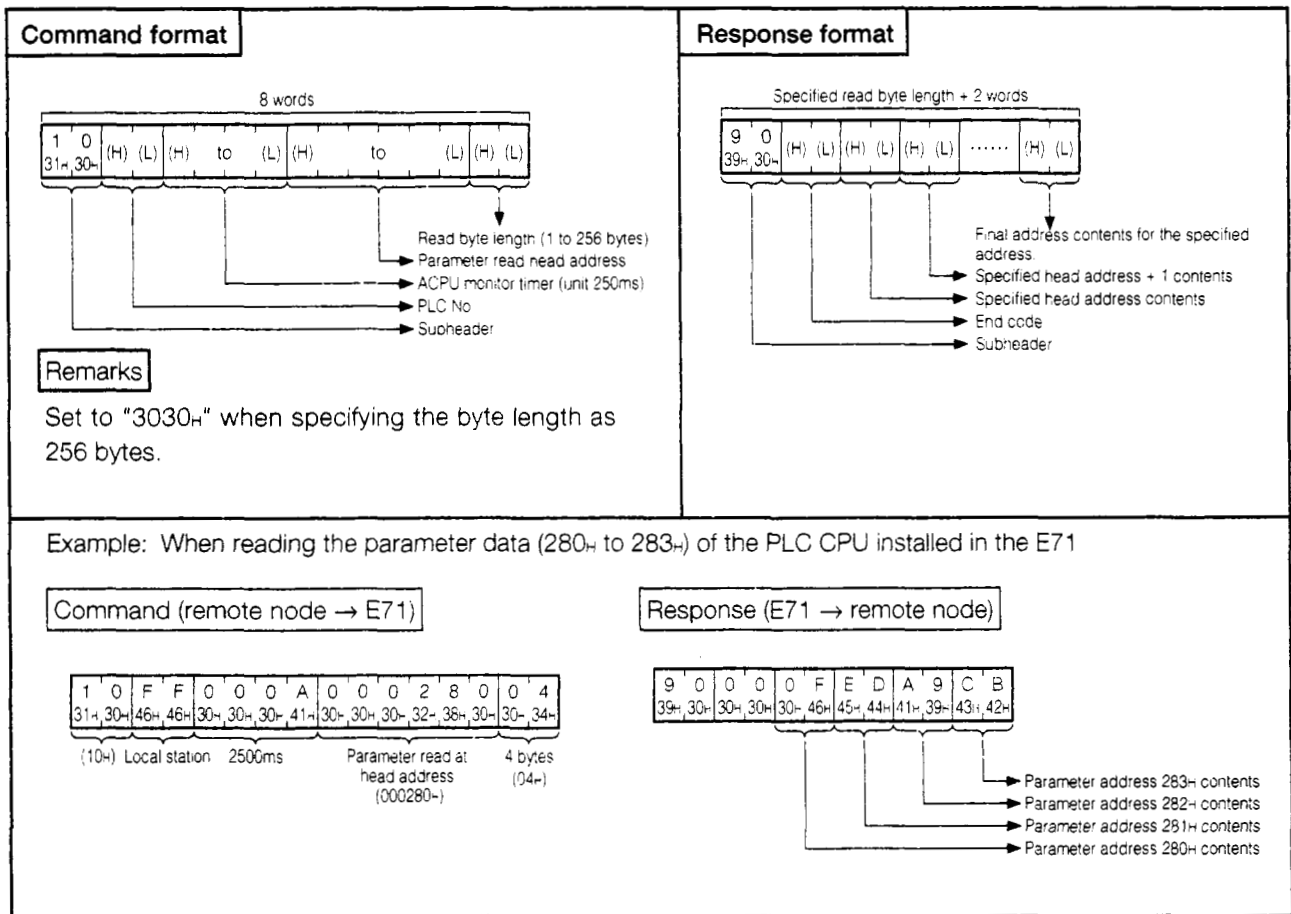 Command format
8 words
1 0 (H) (L) (H) to (L) (H) to (L) (H) (L)
31H 30H
Read byte length (1 to 256 bytes)
Parameter read head address
ACPU monitor timer (unit 250ms)
PLC No
Subheader
Remarks
Set to "3030H" when specifying the byte length as
256 bytes.
Response format
Specified read byte length + 2 words
9 0 (H) (L) (H) (L) (H) (L) ...... (H) (L)
39H 30H
Final address contents for the specified
address.
Specified head address + 1 contents
Specified head address contents
End code
Subheader
Example: When reading the parameter data (280H to 283H) of the PLC CPU installed in the E71
Command (remote node → E71)
1 0 F F 0 0 0 A 0 0 0 2 8 0 0 4
31H 30H 46H 46H 30H 30H 30H 41H 30H 30H 30H 32H 38H 30H 30H 34H
(10H) Local station 2500ms Parameter read at 4 bytes
head address (04H)
(000280H)
Response (E71 → remote node)
9 0 0 0 0 F E D A 9 C B
39H 30H 30H 30H 30H 46H 45H 44H 41H 39H 43H 42H
Parameter address 283H contents
Parameter address 282H contents
Parameter address 281H contents
Parameter address 280H contents